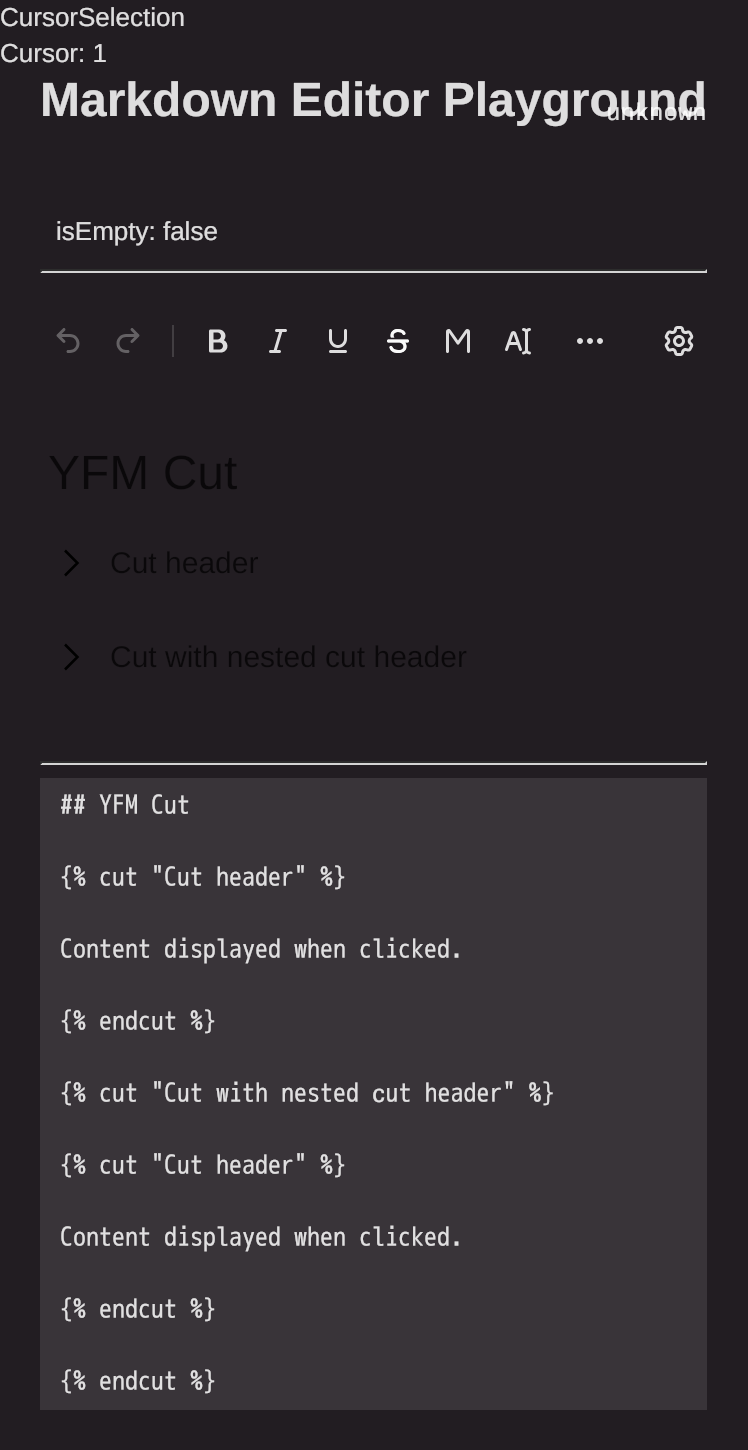 CursorSelection
Cursor: 1
Markdown Editor Playground
unknown
isEmpty: false
B I U S M A
YFM Cut
Cut header
Cut with nested cut header
## YFM Cut
{% cut "Cut header" %}
Content displayed when clicked.
{% endcut %}
{% cut "Cut with nested cut header" %}
{% cut "Cut header" %}
Content displayed when clicked.
{% endcut %}
{% endcut %}